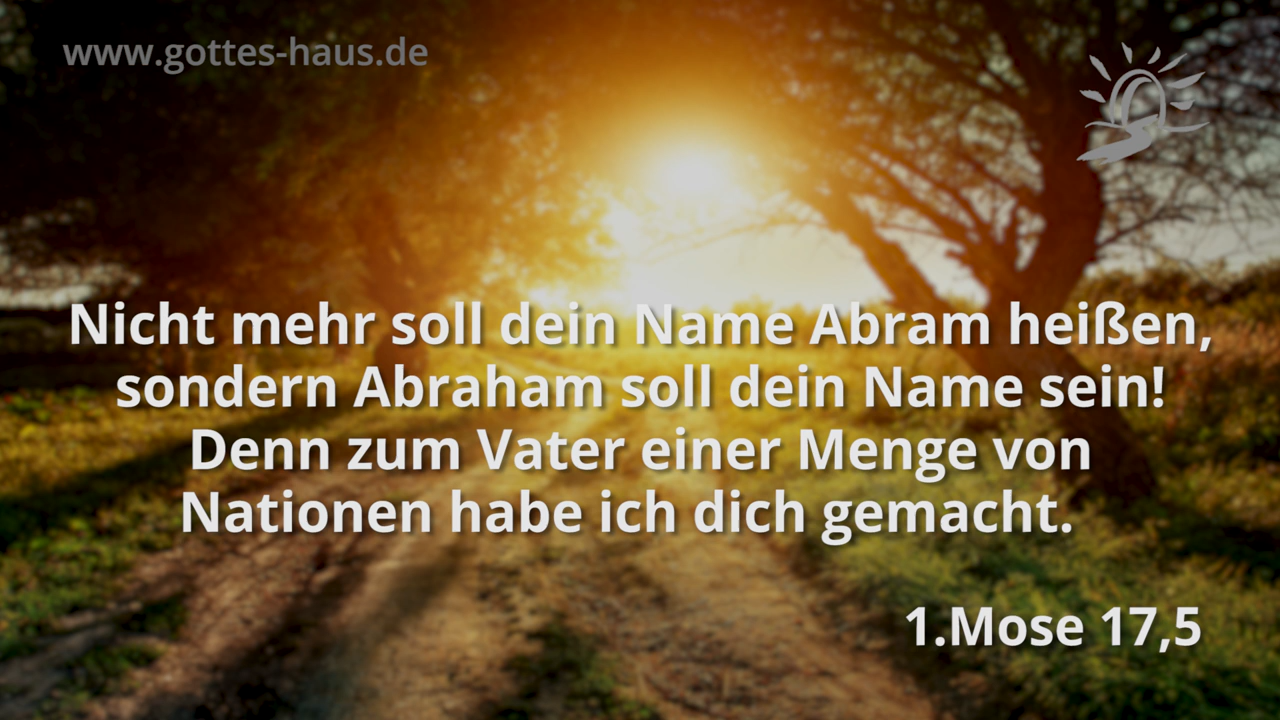 www.gottes-haus.de
Nicht mehr soll dein Name Abram heißen,
sondern Abraham soll dein Name sein!
Denn zum Vater einer Menge von
Nationen habe ich dich gemacht.
1.Mose 17,5